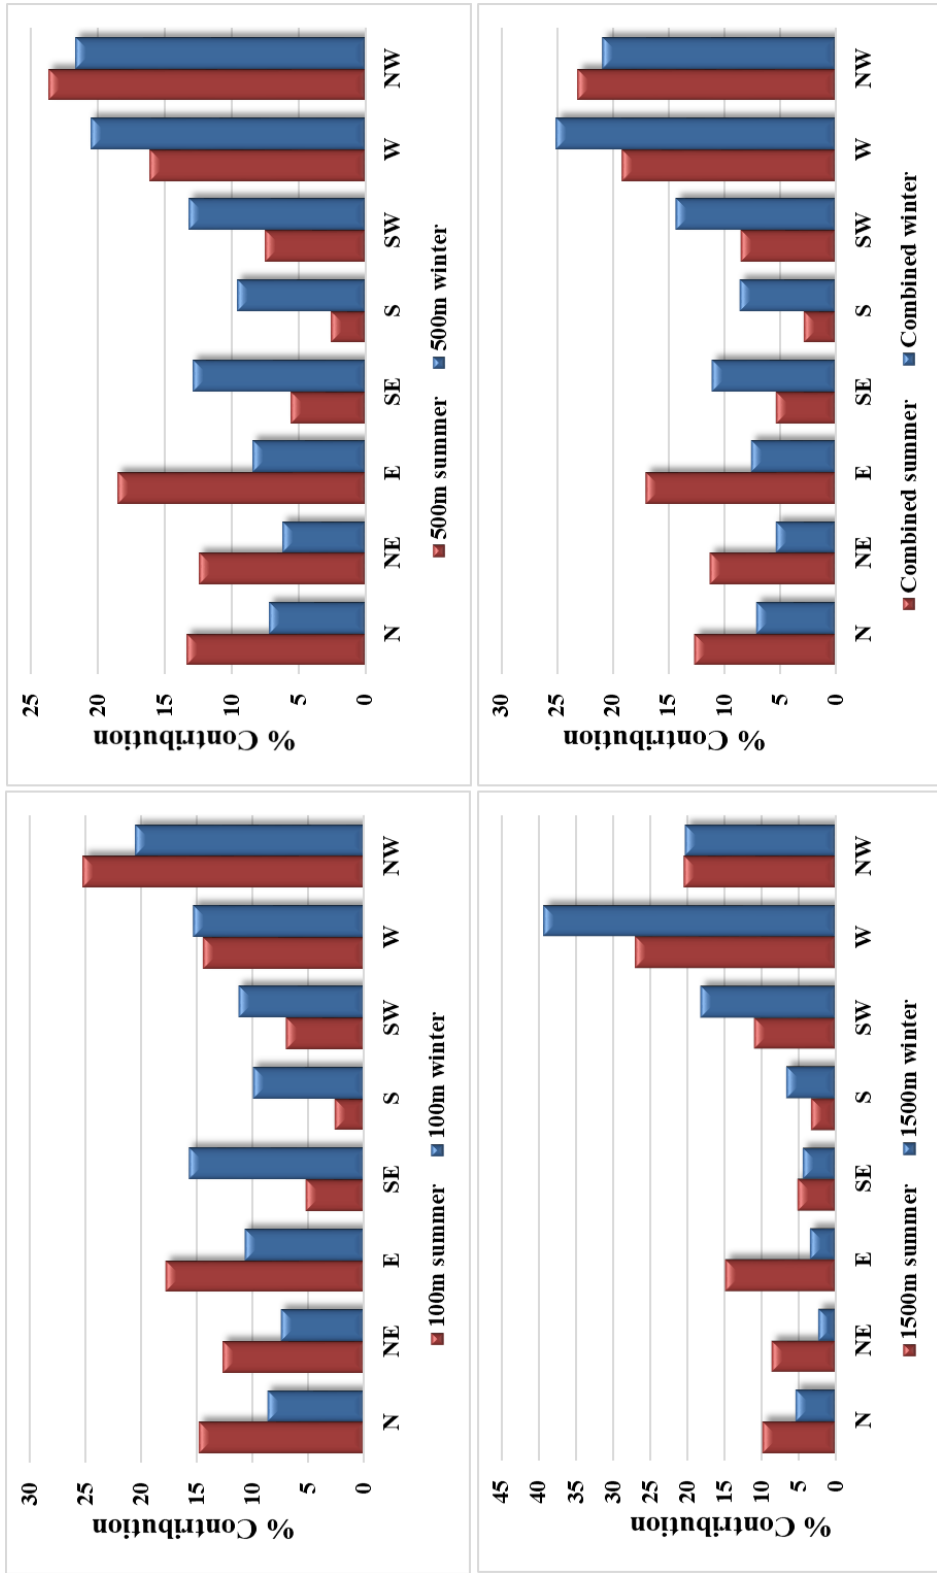 % Contribution
30
25
20
15
10
5
0
N NE E SE S SW W NW
100m summer 100m winter
% Contribution
25
20
15
10
5
0
N NE E SE S SW W NW
500m summer 500m winter
% Contribution
45
40
35
30
25
20
15
10
5
0
N NE E SE S SW W NW
1500m summer 1500m winter
% Contribution
30
25
20
15
10
5
0
N NE E SE S SW W NW
Combined summer Combined winter